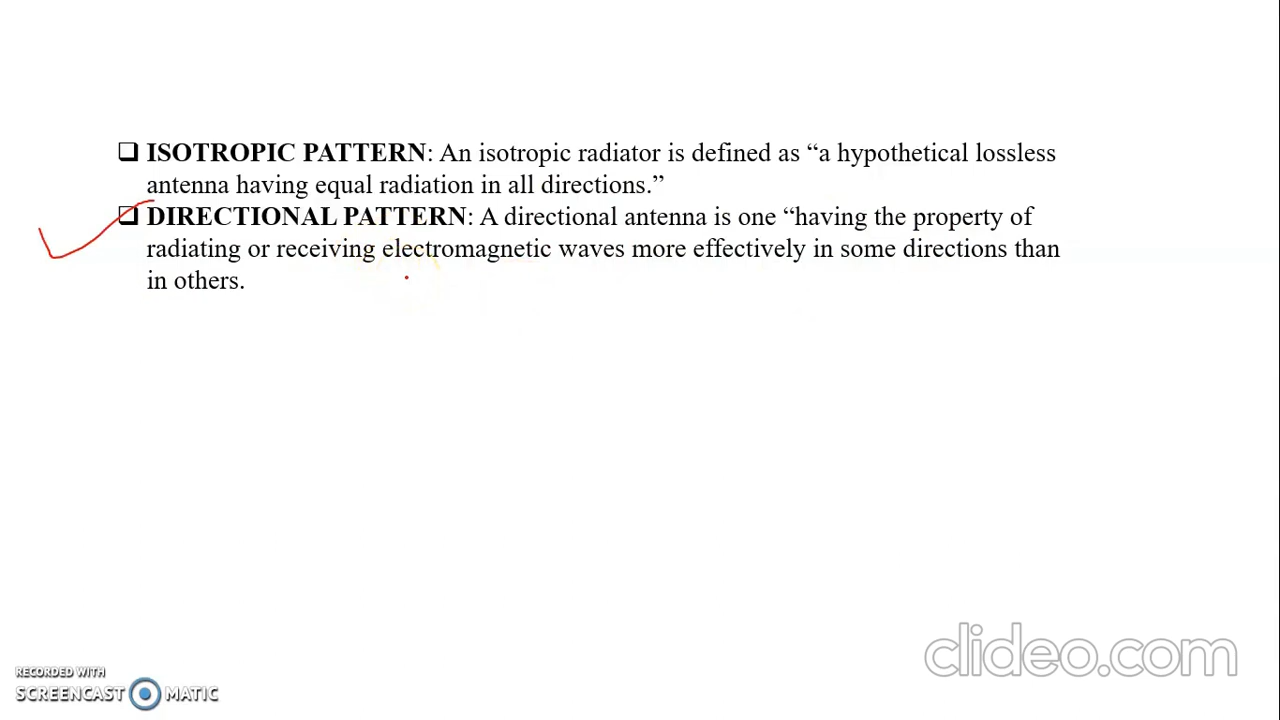 ❑ ISOTROPIC PATTERN: An isotropic radiator is defined as “a hypothetical lossless
antenna having equal radiation in all directions.”
❑ DIRECTIONAL PATTERN: A directional antenna is one “having the property of
radiating or receiving electromagnetic waves more effectively in some directions than
in others.
clideo.com
RECORDED WITH
SCREENCAST MATIC